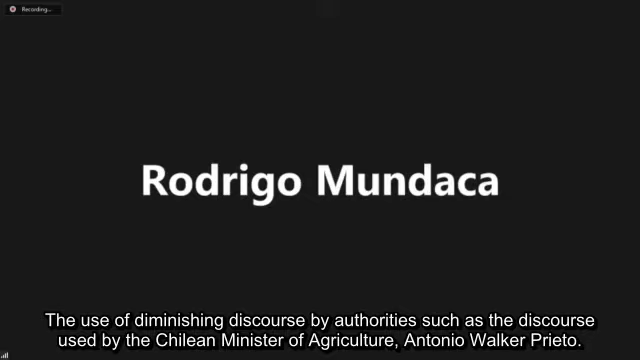 Recording...
Rodrigo Mundaca
The use of diminishing discourse by authorities such as the discourse
used by the Chilean Minister of Agriculture, Antonio Walker Prieto.